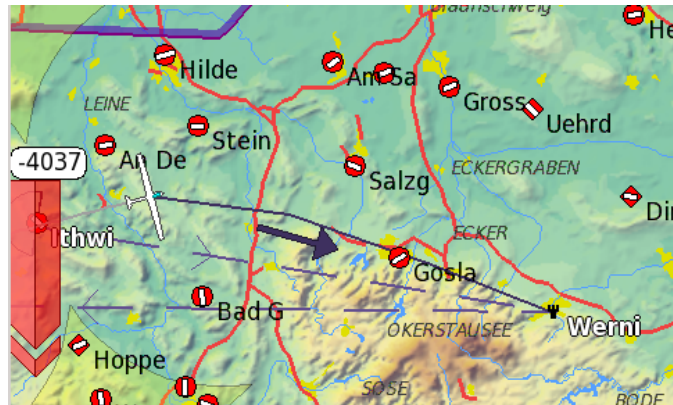 Braunschweig
He
Hilde
Am Sa
LEINE
Gross
Uehrd
Stein
An De
-4037
ECKERGRABEN
Salzg
Din
Ithwi
ECKER
Gosla
Bad G
OKERSTAUSEE
Werni
Hoppe
SOSE
BODE